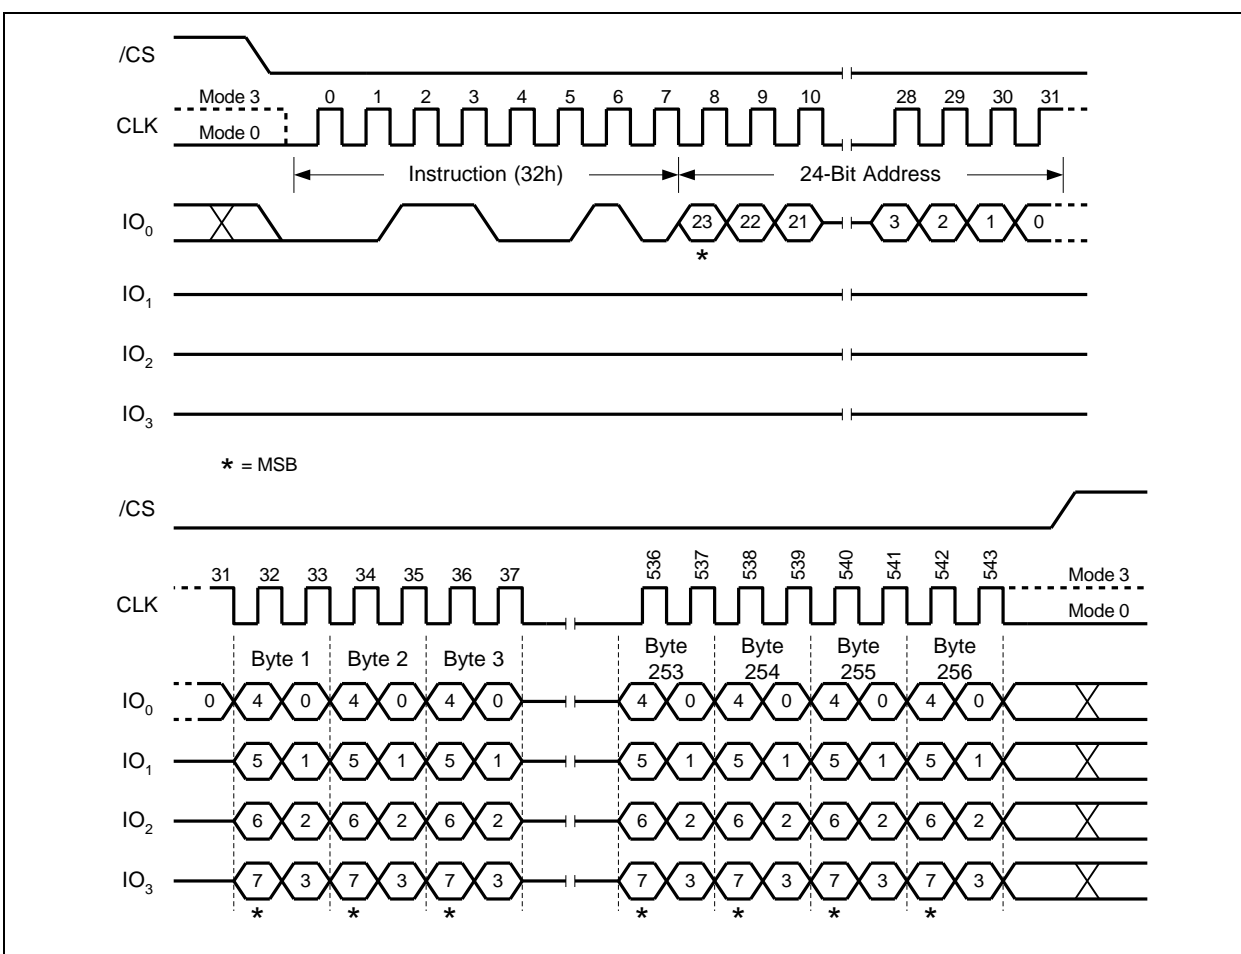 /CS
Mode 3 0 1 2 3 4 5 6 7 8 9 10 28 29 30 31
CLK
Mode 0
Instruction (32h) 24-Bit Address
IO0 23 22 21 3 2 1 0
*
IO1
IO2
IO3
* = MSB
/CS
31 32 33 34 35 36 37 536 537 538 539 540 541 542 543 Mode 3
CLK Mode 0
Byte 1 Byte 2 Byte 3 Byte 253 Byte 254 Byte 255 Byte 256
IO0 0 4 0 4 0 4 0 4 0 4 0 4 0 4 0
IO1 5 1 5 1 5 1 5 1 5 1 5 1 5 1
IO2 6 2 6 2 6 2 6 2 6 2 6 2 6 2
IO3 7 3 7 3 7 3 7 3 7 3 7 3 7 3
* * * * * * *